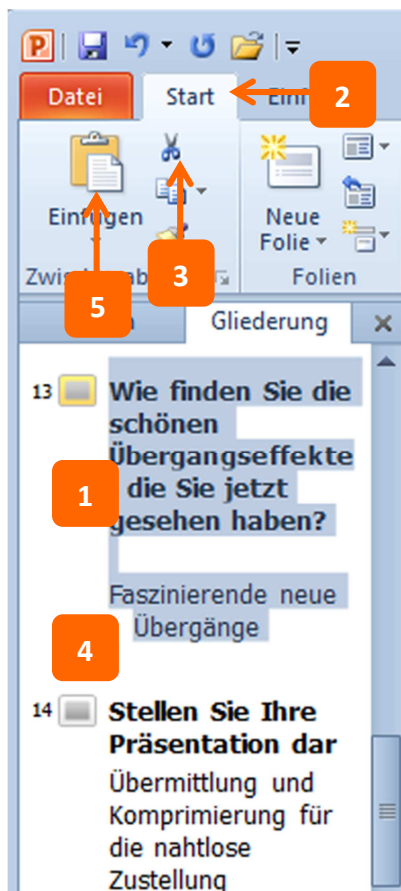 Datei Start 2
Einfügen Neue
Folie
3
5
Folien
Gliederung
13 Wie finden Sie die
schönen
Übergangseffekte
1 die Sie jetzt
gesehen haben?
Faszinierende neue
Übergänge
4
14 Stellen Sie Ihre
Präsentation dar
Übermittlung und
Komprimierung für
die nahtlose
Zustellung